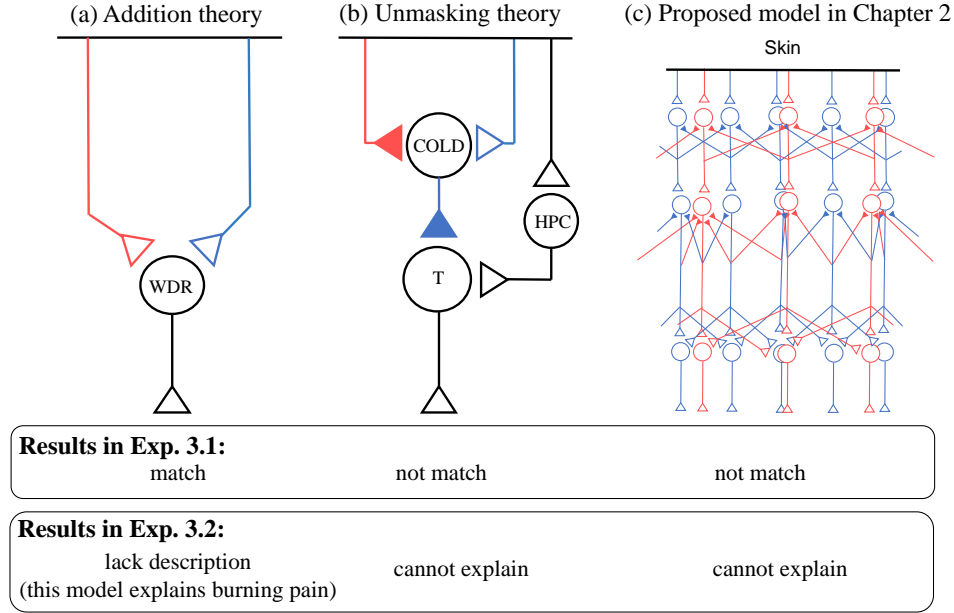 (a) Addition theory
(b) Unmasking theory
(c) Proposed model in Chapter 2
Skin
COLD
HPC
WDR
T
Results in Exp. 3.1:
match
not match
not match
Results in Exp. 3.2:
lack description
(this model explains burning pain)
cannot explain
cannot explain